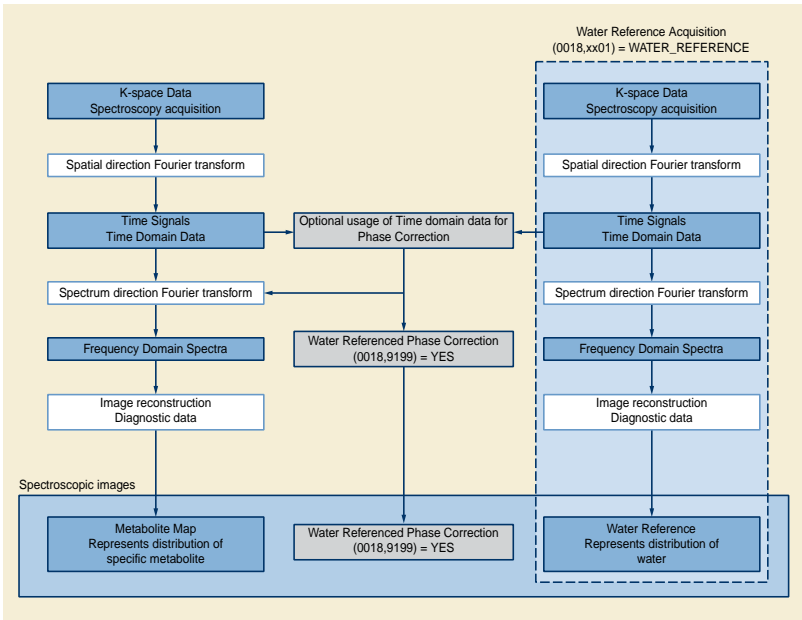 Water Reference Acquisition
(0018,xx01) = WATER_REFERENCE
K-space Data
Spectroscopy acquisition
K-space Data
Spectroscopy acquisition
Spatial direction Fourier transform
Spatial direction Fourier transform
Time Signals
Time Domain Data
Optional usage of Time domain data for
Phase Correction
Time Signals
Time Domain Data
Spectrum direction Fourier transform
Spectrum direction Fourier transform
Water Referenced Phase Correction
(0018,9199) = YES
Frequency Domain Spectra
Frequency Domain Spectra
Image reconstruction
Diagnostic data
Image reconstruction
Diagnostic data
Spectroscopic images
Metabolite Map
Represents distribution of
specific metabolite
Water Referenced Phase Correction
(0018,9199) = YES
Water Reference
Represents distribution of
water